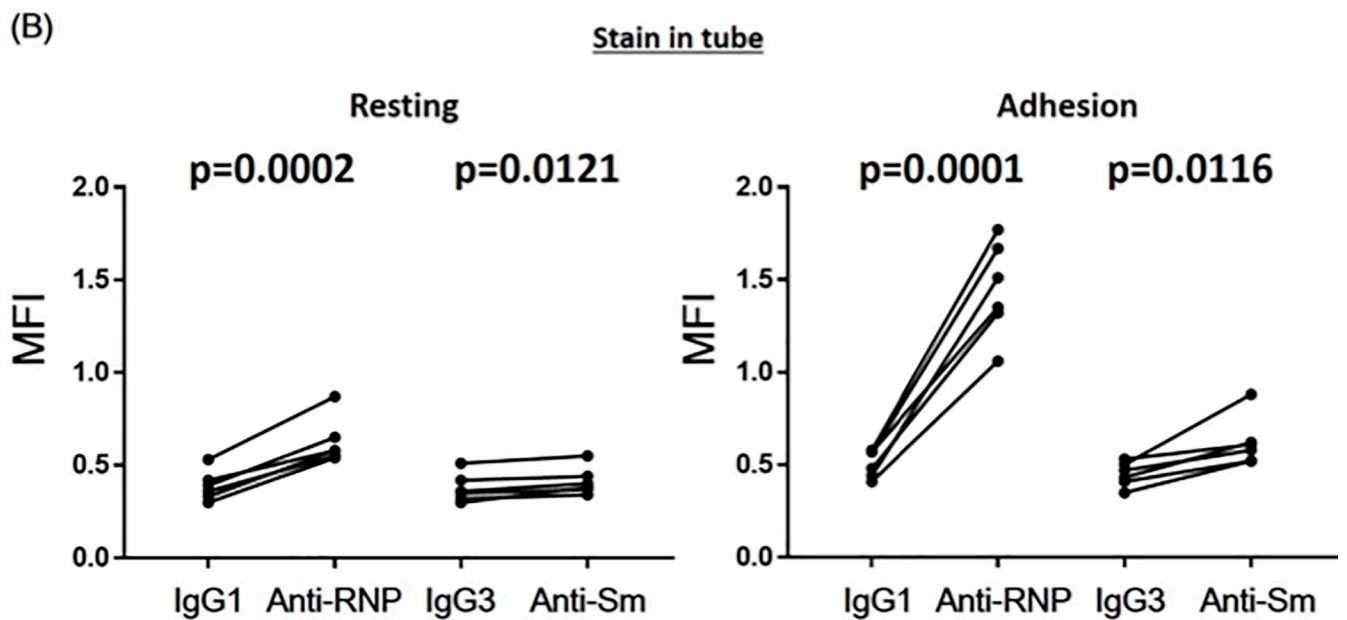 (B)
Stain in tube
Resting
p=0.0002 p=0.0121
2.0
1.5
1.0
0.5
0.0
MFI
IgG1 Anti-RNP IgG3 Anti-Sm
Adhesion
p=0.0001 p=0.0116
2.0
1.5
1.0
0.5
0.0
MFI
IgG1 Anti-RNP IgG3 Anti-Sm